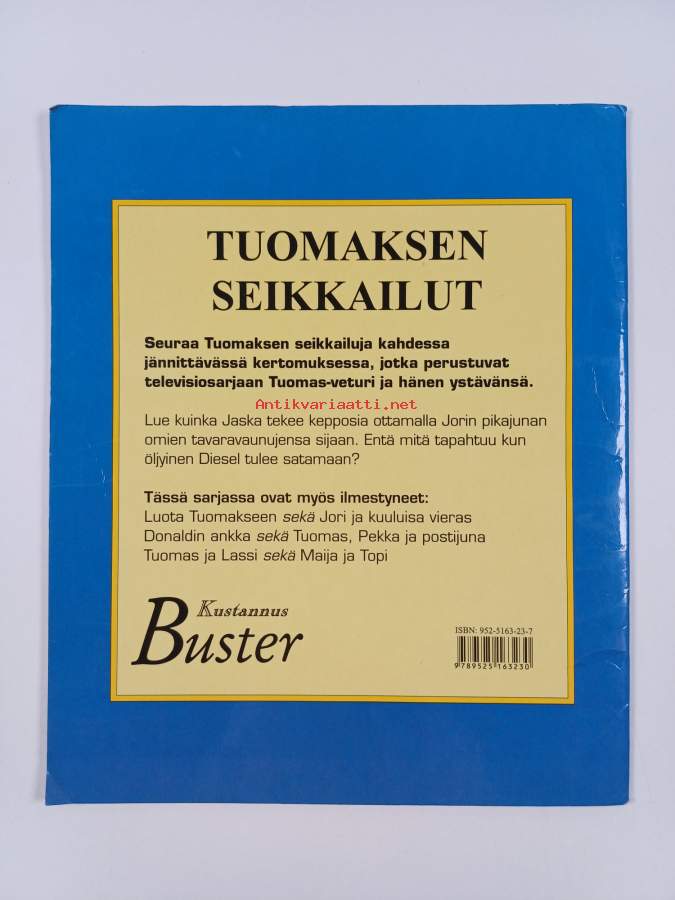 TUOMAKSEN
SEIKKAILUT
Seuraa Tuomaksen seikkailuja kahdessa
jännittävässä kertomuksessa, jotka perustuvat
televisiosarjaan Tuomas-veturi ja hänen ystävänsä.
Antikvariaatti.net
Lue kuinka Jaska tekee kepposia ottamalla Jorin pikajunan
omien tavaravaunujensa sijaan. Entä mitä tapahtuu kun
öljyinen Diesel tulee satamaan?
Tässä sarjassa ovat myös ilmestyneet:
Luota Tuomakseen sekä Jori ja kuuluisa vieras
Donaldin ankka sekä Tuomas, Pekka ja postijuna
Tuomas ja Lassi sekä Maija ja Topi
Kustannus
Buster
ISBN: 952-5163-23-7
9 789525 163230